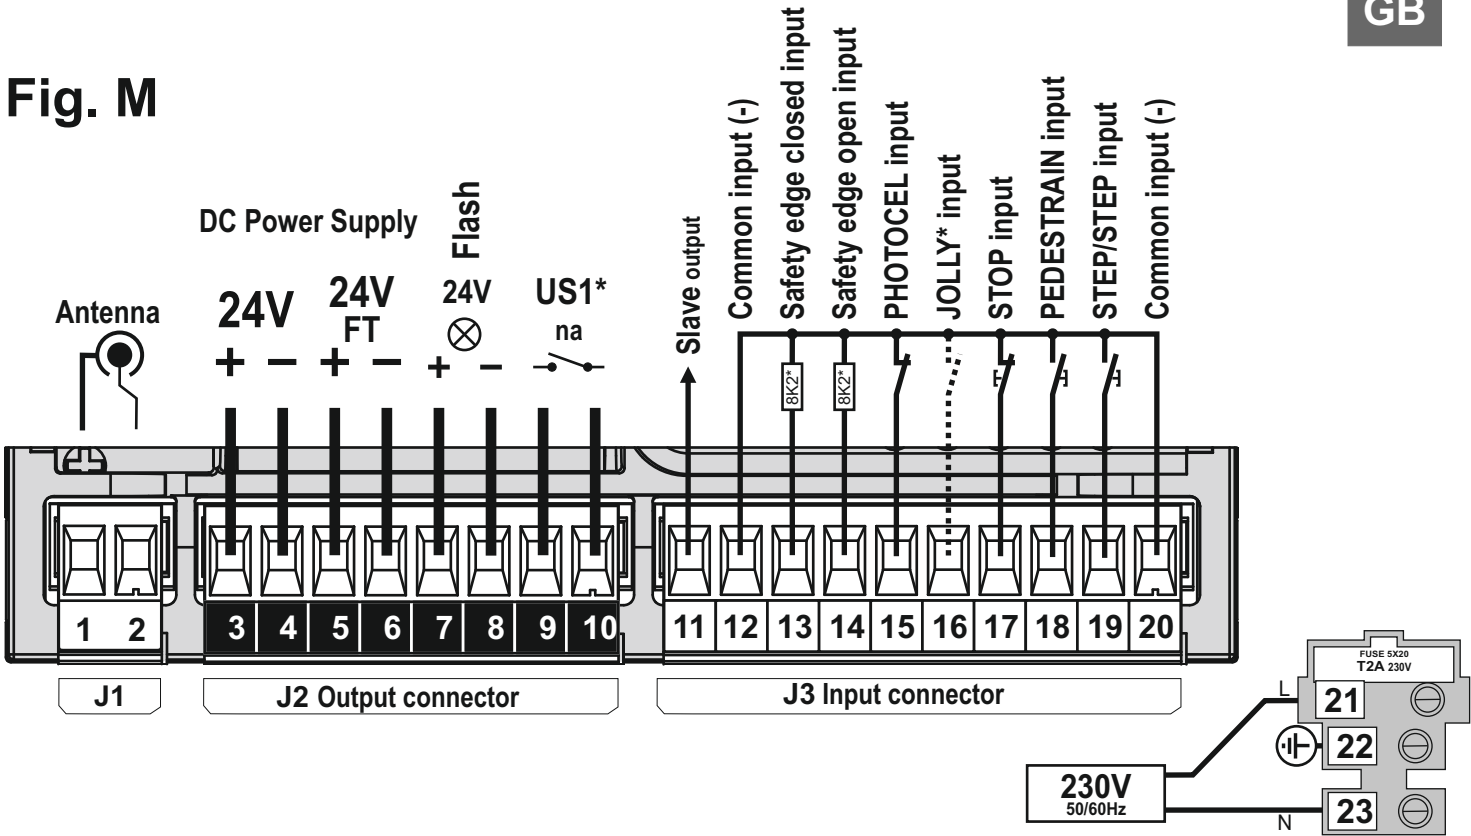 GB
Fig. M
Antenna
DC Power Supply
24V
+ −
24V
FT
+ −
Flash
24V
+ −
US1*
na
Slave output
Common input (-)
Safety edge closed input
Safety edge open input
PHOTOCEL input
JOLLY* input
STOP input
PEDESTRAIN input
STEP/STEP input
Common input (-)
8K2*
8K2*
1 2
3 4 5 6 7 8 9 10
11 12 13 14 15 16 17 18 19 20
J1
J2 Output connector
J3 Input connector
FUSE 5X20
T2A 230V
L
21
22
230V
50/60Hz
N
23